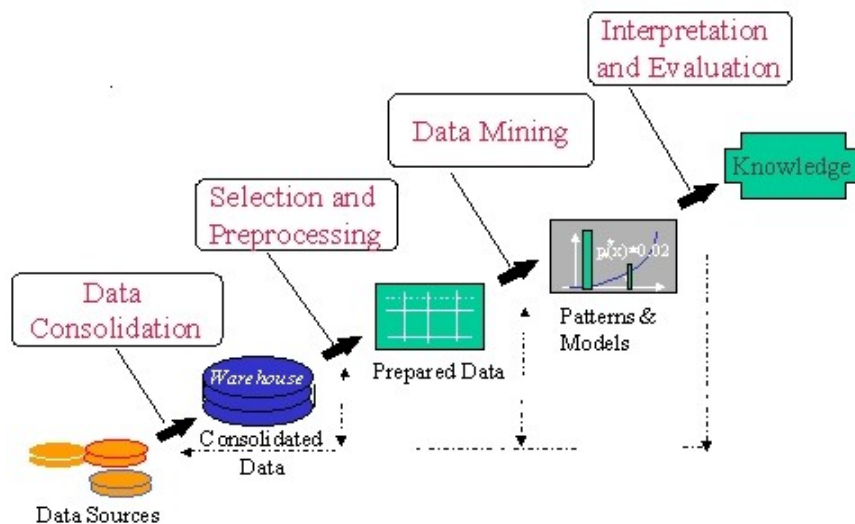 Interpretation
and Evaluation
Data Mining
Knowledge
Selection and
Preprocessing
p(x)=0.02
Patterns &
Models
Data
Consolidation
Prepared Data
Warehouse
Consolidated
Data
Data Sources